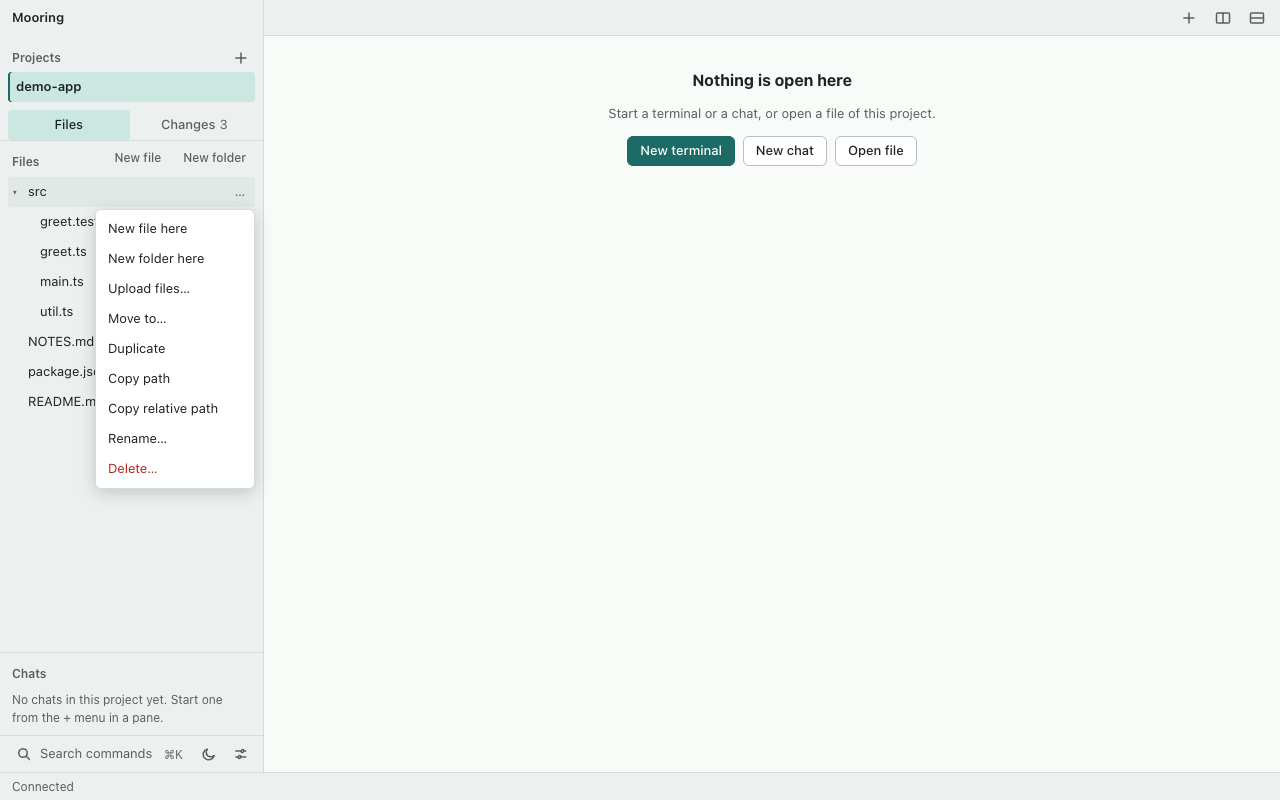 Mooring
Projects
demo-app
Files
Changes 3
Files
New file
New folder
src
...
greet.tes
greet.ts
main.ts
util.ts
NOTES.md
package.js
README.m
New file here
New folder here
Upload files...
Move to...
Duplicate
Copy path
Copy relative path
Rename...
Delete...
Chats
No chats in this project yet. Start one
from the + menu in a pane.
Search commands ⌘K
Connected
Nothing is open here
Start a terminal or a chat, or open a file of this project.
New terminal
New chat
Open file